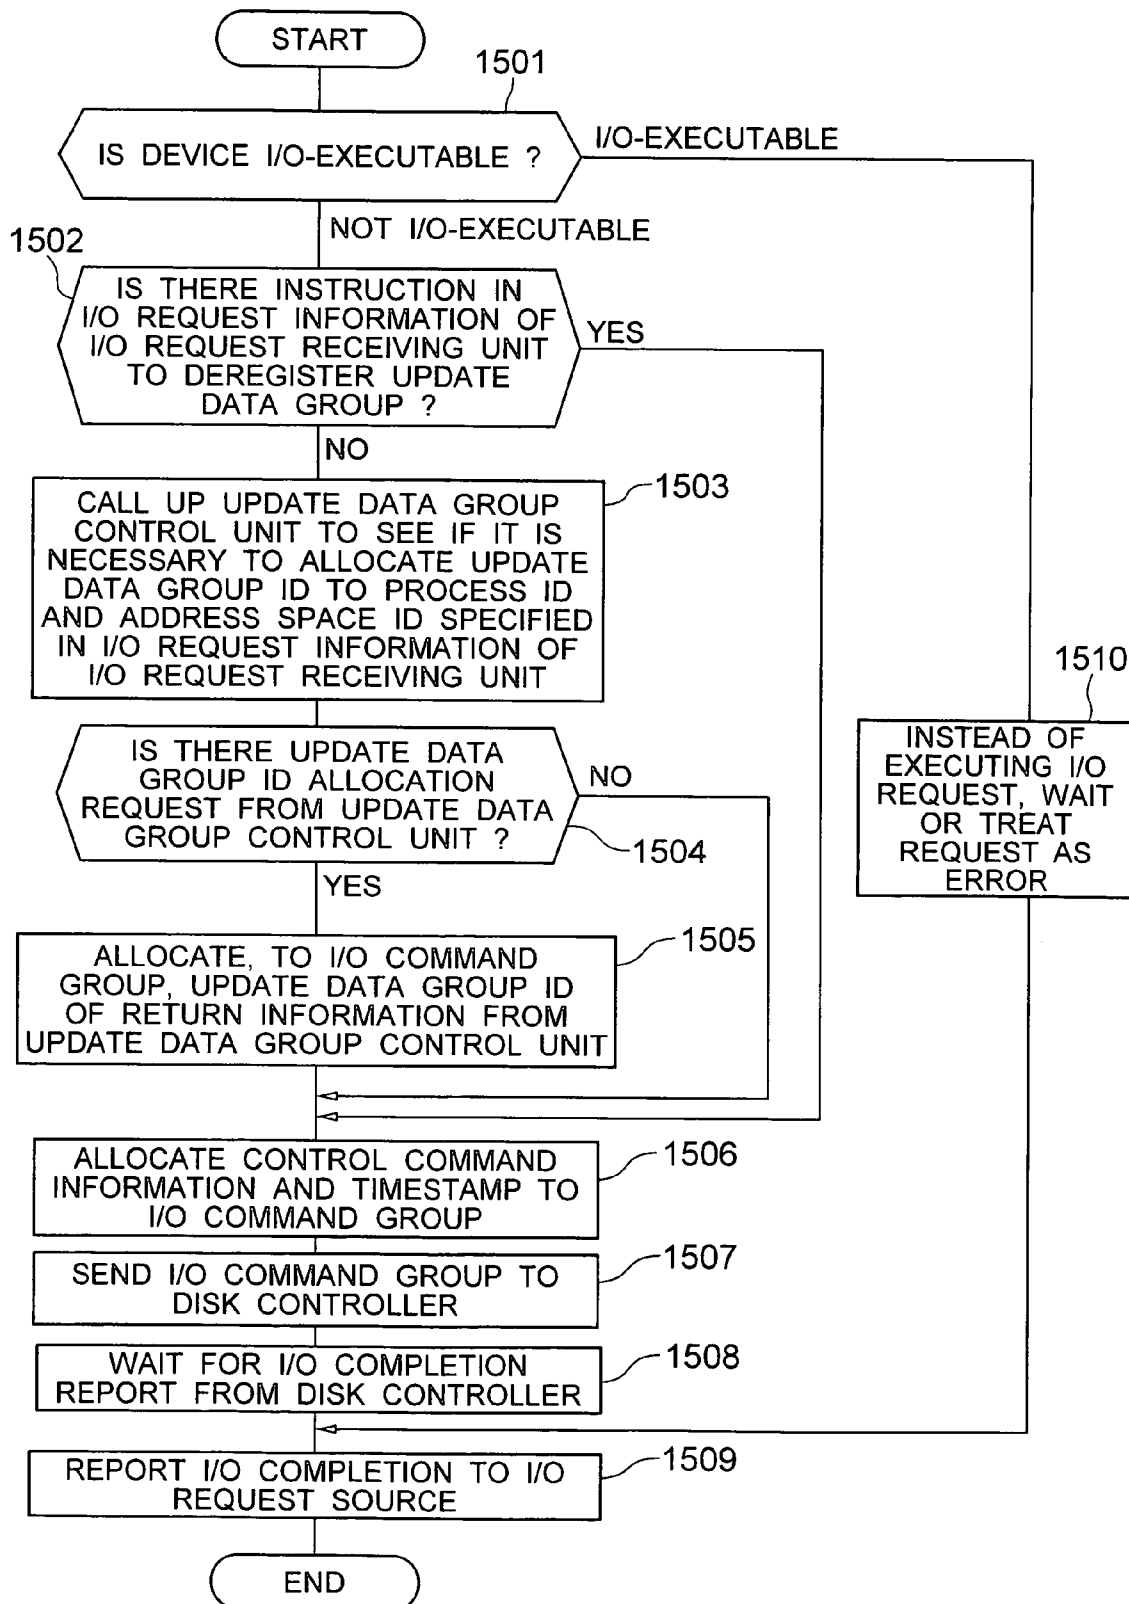 START
1501
IS DEVICE I/O-EXECUTABLE ?
I/O-EXECUTABLE
NOT I/O-EXECUTABLE
1502
IS THERE INSTRUCTION IN
I/O REQUEST INFORMATION OF
I/O REQUEST RECEIVING UNIT
TO DEREGISTER UPDATE
DATA GROUP ?
YES
NO
1503
CALL UP UPDATE DATA GROUP
CONTROL UNIT TO SEE IF IT IS
NECESSARY TO ALLOCATE UPDATE
DATA GROUP ID TO PROCESS ID
AND ADDRESS SPACE ID SPECIFIED
IN I/O REQUEST INFORMATION OF
I/O REQUEST RECEIVING UNIT
1510
INSTEAD OF
EXECUTING I/O
REQUEST, WAIT
OR TREAT
REQUEST AS
ERROR
IS THERE UPDATE DATA
GROUP ID ALLOCATION
REQUEST FROM UPDATE DATA
GROUP CONTROL UNIT ?
NO
1504
YES
1505
ALLOCATE, TO I/O COMMAND
GROUP, UPDATE DATA GROUP ID
OF RETURN INFORMATION FROM
UPDATE DATA GROUP CONTROL UNIT
1506
ALLOCATE CONTROL COMMAND
INFORMATION AND TIMESTAMP TO
I/O COMMAND GROUP
1507
SEND I/O COMMAND GROUP TO
DISK CONTROLLER
1508
WAIT FOR I/O COMPLETION
REPORT FROM DISK CONTROLLER
1509
REPORT I/O COMPLETION TO I/O
REQUEST SOURCE
END